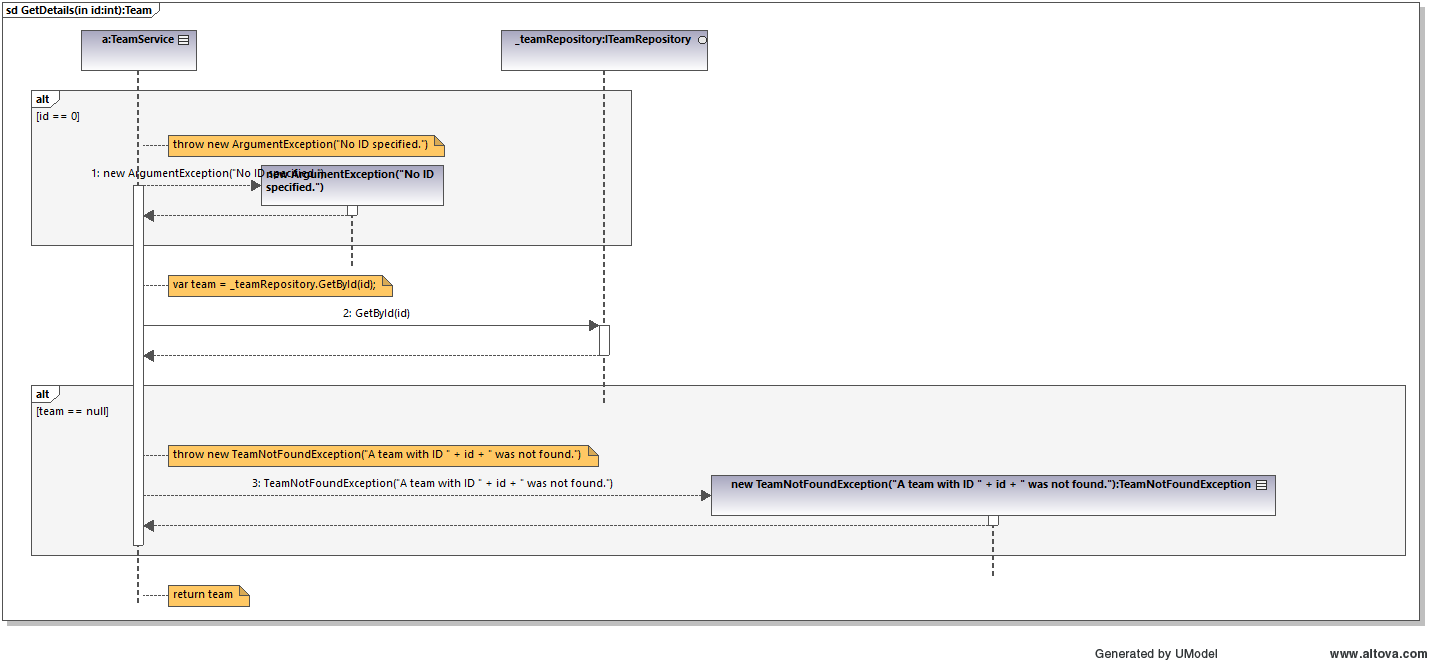 sd GetDetails(in id:int):Team
a:TeamService
_teamRepository:ITeamRepository
alt
[id == 0]
throw new ArgumentException("No ID specified.")
1: new ArgumentException("No ID specified.")
new ArgumentException("No ID
specified.")
var team = _teamRepository.GetById(id);
2: GetById(id)
alt
[team == null]
throw new TeamNotFoundException("A team with ID " + id + " was not found.")
3: TeamNotFoundException("A team with ID " + id + " was not found.")
new TeamNotFoundException("A team with ID " + id + " was not found."):TeamNotFoundException
return team
Generated by UModel
www.altova.com